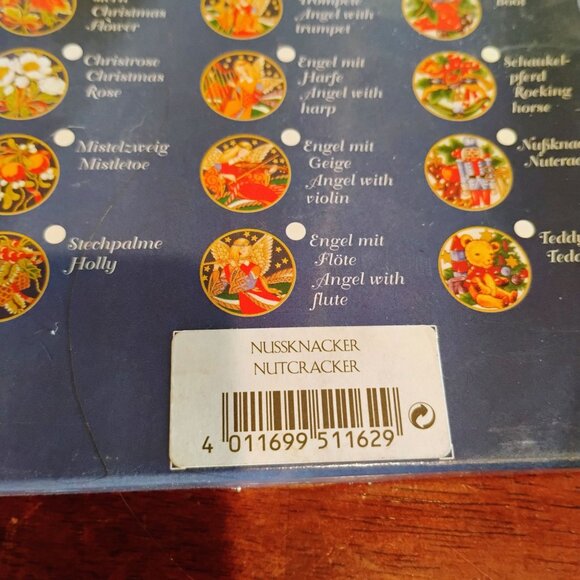 Christmas
Flower
Christrose
Christmas
Rose
Mistelzweig
Mistletoe
Stechpalme
Holly
Trompete
Angel with
trumpet
Engel mit
Harfe
Angel with
harp
Engel mit
Geige
Angel with
violin
Engel mit
Flöte
Angel with
flute
Schaukel-
pferd
Rocking
horse
Nußkna
Nutcrac
Teddy
Tedd
NUSSKNACKER
NUTCRACKER
4 011699 511629